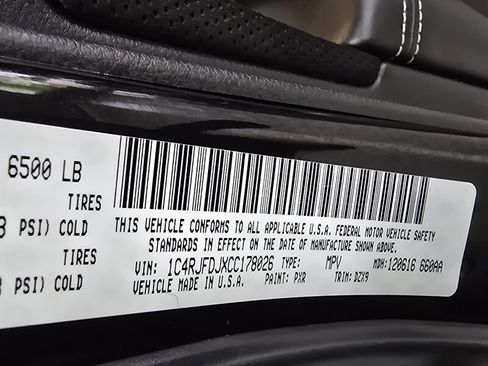 6500 LB
TIRES
PSI) COLD
TIRES
PSI) COLD
THIS VEHICLE CONFORMS TO ALL APPLICABLE U.S.A. FEDERAL MOTOR VEHICLE SAFETY
STANDARDS IN EFFECT ON THE DATE OF MANUFACTURE SHOWN ABOVE.
VIN: 1C4RJFDJXCC178026 TYPE: MPV MDH:120616 660AA
VEHICLE MADE IN U.S.A. PAINT: PXR TRIM: DZX9